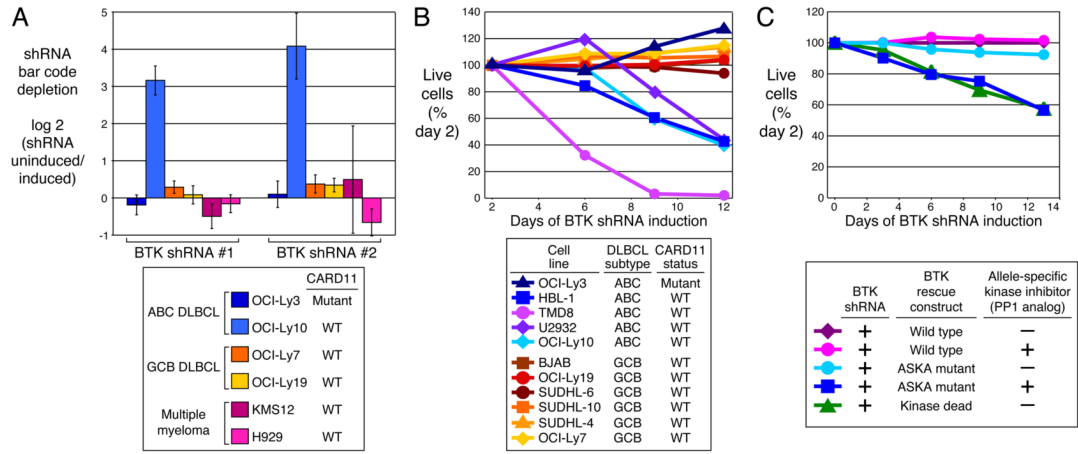 A
shRNA
bar code
depletion
log 2
(shRNA
uninduced/
induced)
5
4
3
2
1
0
-1
BTK shRNA #1
BTK shRNA #2
CARD11
ABC DLBCL
OCI-Ly3
Mutant
OCI-Ly10
WT
GCB DLBCL
OCI-Ly7
WT
OCI-Ly19
WT
Multiple
myeloma
KMS12
WT
H929
WT
B
Live
cells
(%
day 2)
140
120
100
80
60
40
20
0
2
4
6
8
10
12
Days of BTK shRNA induction
Cell
line
DLBCL
subtype
CARD11
status
OCI-Ly3 ABC Mutant
HBL-1 ABC WT
TMD8 ABC WT
U2932 ABC WT
OCI-Ly10 ABC WT
BJAB GCB WT
OCI-Ly19 GCB WT
SUDHL-6 GCB WT
SUDHL-10 GCB WT
SUDHL-4 GCB WT
OCI-Ly7 GCB WT
C
Live
cells
(%
day 2)
120
100
80
60
40
20
0
0
2
4
6
8
10
12
14
Days of BTK shRNA induction
BTK
shRNA
BTK
rescue
construct
Allele-specific
kinase inhibitor
(PP1 analog)
+ Wild type −
+ Wild type +
+ ASKA mutant −
+ ASKA mutant +
+ Kinase dead −